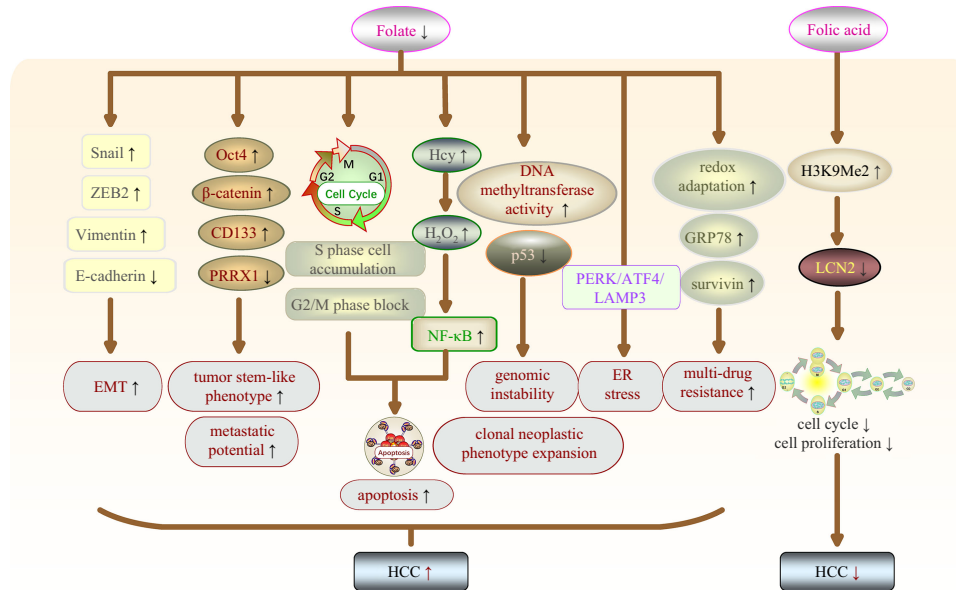 Folate ↓
Folic acid
Snail ↑
ZEB2 ↑
Vimentin ↑
E-cadherin ↓
EMT ↑
Oct4 ↑
β-catenin ↑
CD133 ↑
PRRX1 ↓
tumor stem-like
phenotype ↑
metastatic
potential ↑
M
G2
G1
Cell Cycle
S
S phase cell
accumulation
G2/M phase block
Hcy ↑
H₂O₂ ↑
NF-κB ↑
Apoptosis
apoptosis ↑
DNA
methyltransferase
activity ↑
p53 ↓
genomic
instability
clonal neoplastic
phenotype expansion
PERK/ATF4/
LAMP3
ER
stress
redox
adaptation ↑
GRP78 ↑
survivin ↑
multi-drug
resistance ↑
H3K9Me2 ↑
LCN2 ↓
cell cycle ↓
cell proliferation ↓
HCC ↑
HCC ↓